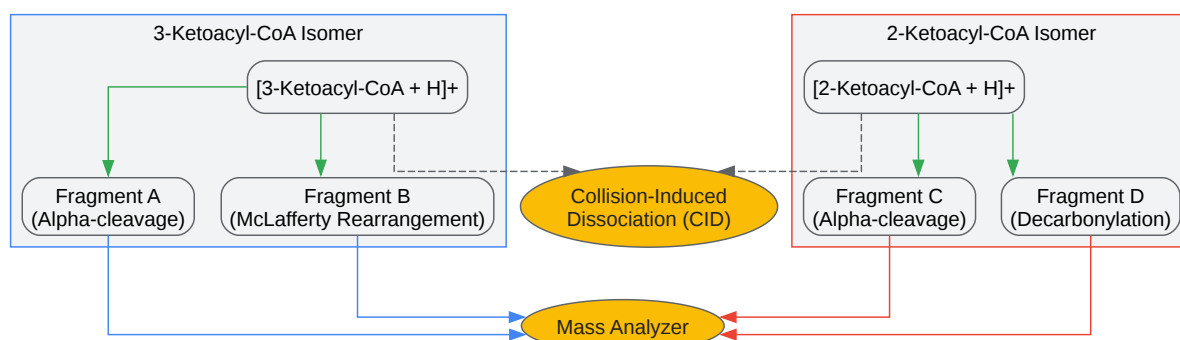 3-Ketoacyl-CoA Isomer
2-Ketoacyl-CoA Isomer
[3-Ketoacyl-CoA + H]+
[2-Ketoacyl-CoA + H]+
Fragment A
(Alpha-cleavage)
Fragment B
(McLafferty Rearrangement)
Collision-Induced
Dissociation (CID)
Fragment C
(Alpha-cleavage)
Fragment D
(Decarbonylation)
Mass Analyzer